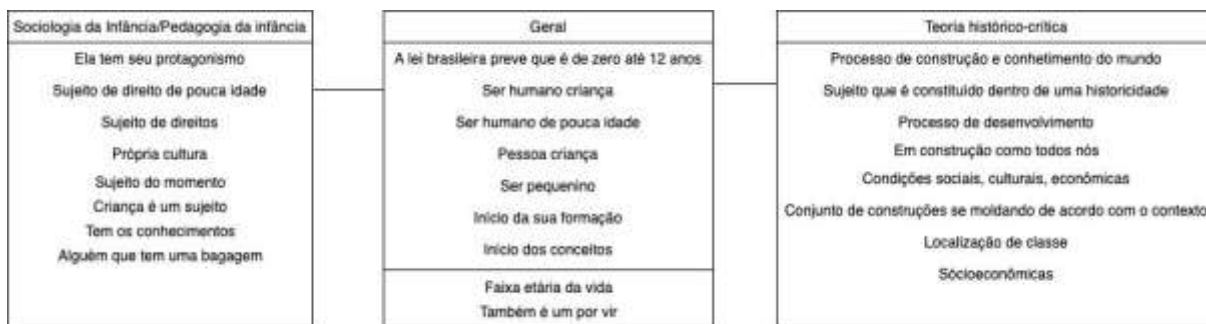 Sociologia da Infância/Pedagogia da infância
Ela tem seu protagonismo
Sujeito de direito de pouca idade
Sujeito de direitos
Própria cultura
Sujeito do momento
Criança é um sujeito
Tem os conhecimentos
Alguém que tem uma bagagem
Geral
A lei brasileira preve que é de zero até 12 anos
Ser humano criança
Ser humano de pouca idade
Pessoa criança
Ser pequenino
Início da sua formação
Início dos conceitos
Faixa etária da vida
Também é um por vir
Teoria histórico-crítica
Processo de construção e conhetimento do mundo
Sujeito que é constituído dentro de uma historicidade
Processo de desenvolvimento
Em construção como todos nós
Condições sociais, culturais, econômicas
Conjunto de construções se moldando de acordo com o contexto
Localização de classe
Sócioeconômicas